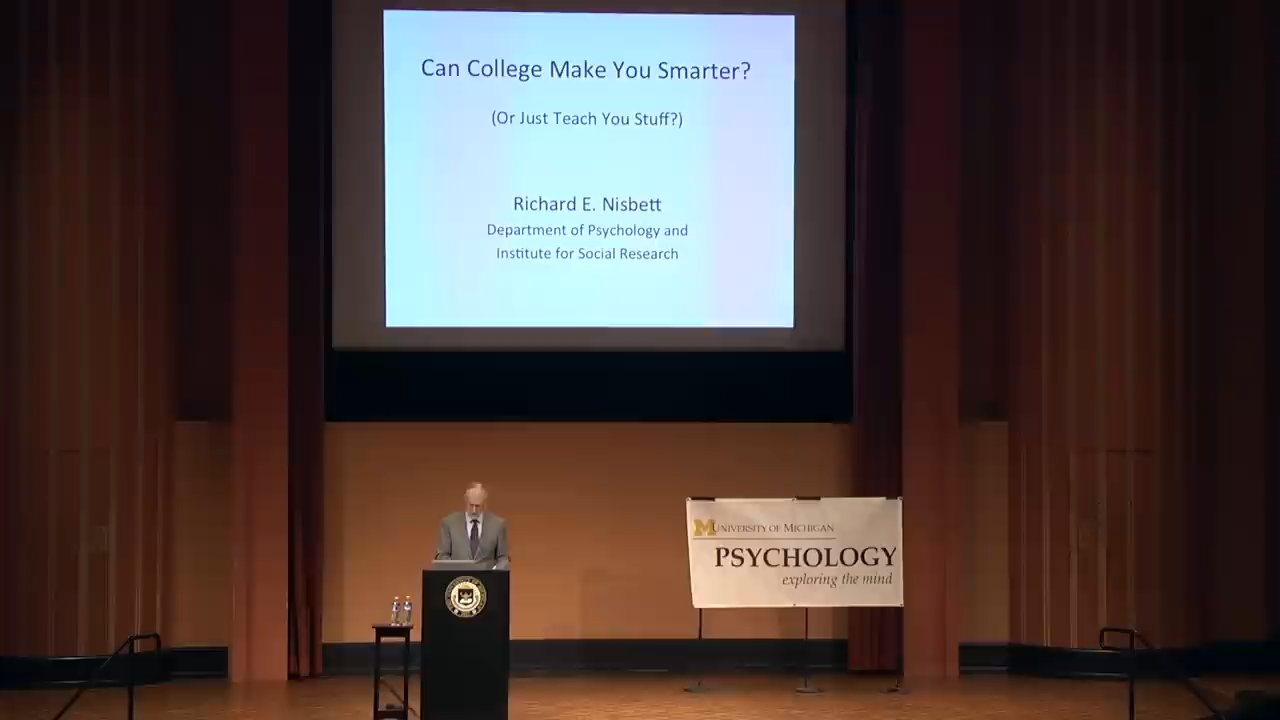 Can College Make You Smarter?
(Or Just Teach You Stuff?)
Richard E. Nisbett
Department of Psychology and
Institute for Social Research
M UNIVERSITY OF MICHIGAN
PSYCHOLOGY
exploring the mind